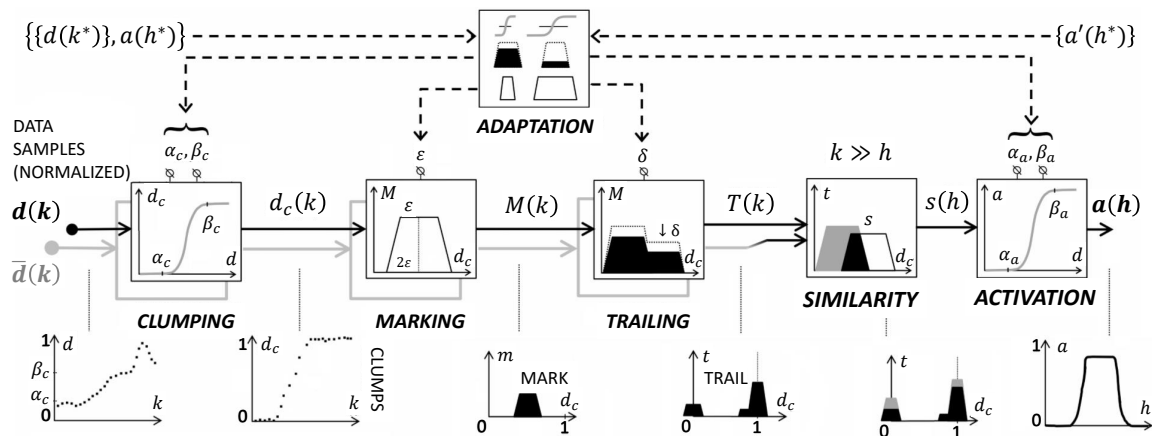 {{d(k*)}, a(h*)}
{a′(h*)}
ADAPTATION
DATA
SAMPLES
(NORMALIZED)
α_c, β_c
ε
δ
k ≫ h
α_a, β_a
d(k)
d̅(k)
d_c
β_c
α_c
d
d_c(k)
M
ε
2ε
d_c
M(k)
M
↓δ
d_c
T(k)
t
s
d_c
s(h)
a
β_a
α_a
d
a(h)
CLUMPING
MARKING
TRAILING
SIMILARITY
ACTIVATION
1
d
β_c
α_c
0
k
1
d_c
0
k
CLUMPS
m
MARK
d_c
0
1
t
TRAIL
d_c
0
1
t
d_c
0
1
1
a
0
h